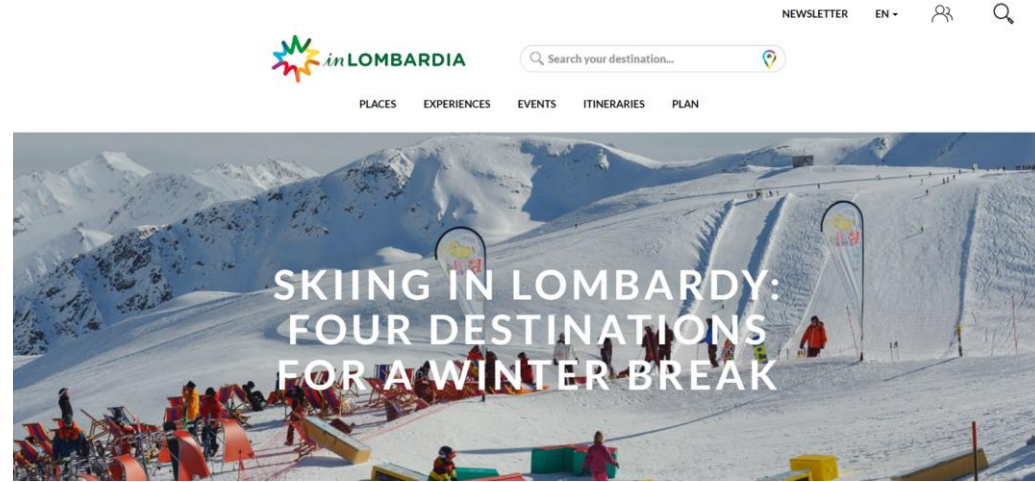 NEWSLETTER EN
inLOMBARDIA
Search your destination...
PLACES EXPERIENCES EVENTS ITINERARIES PLAN
SKIING IN LOMBARDY:
FOUR DESTINATIONS
FOR A WINTER BREAK